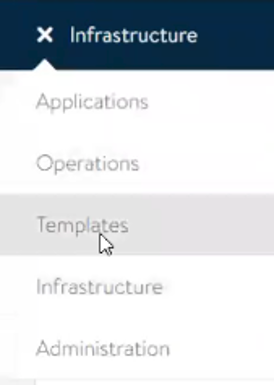 Infrastructure
Applications
Operations
Templates
Infrastructure
Administration